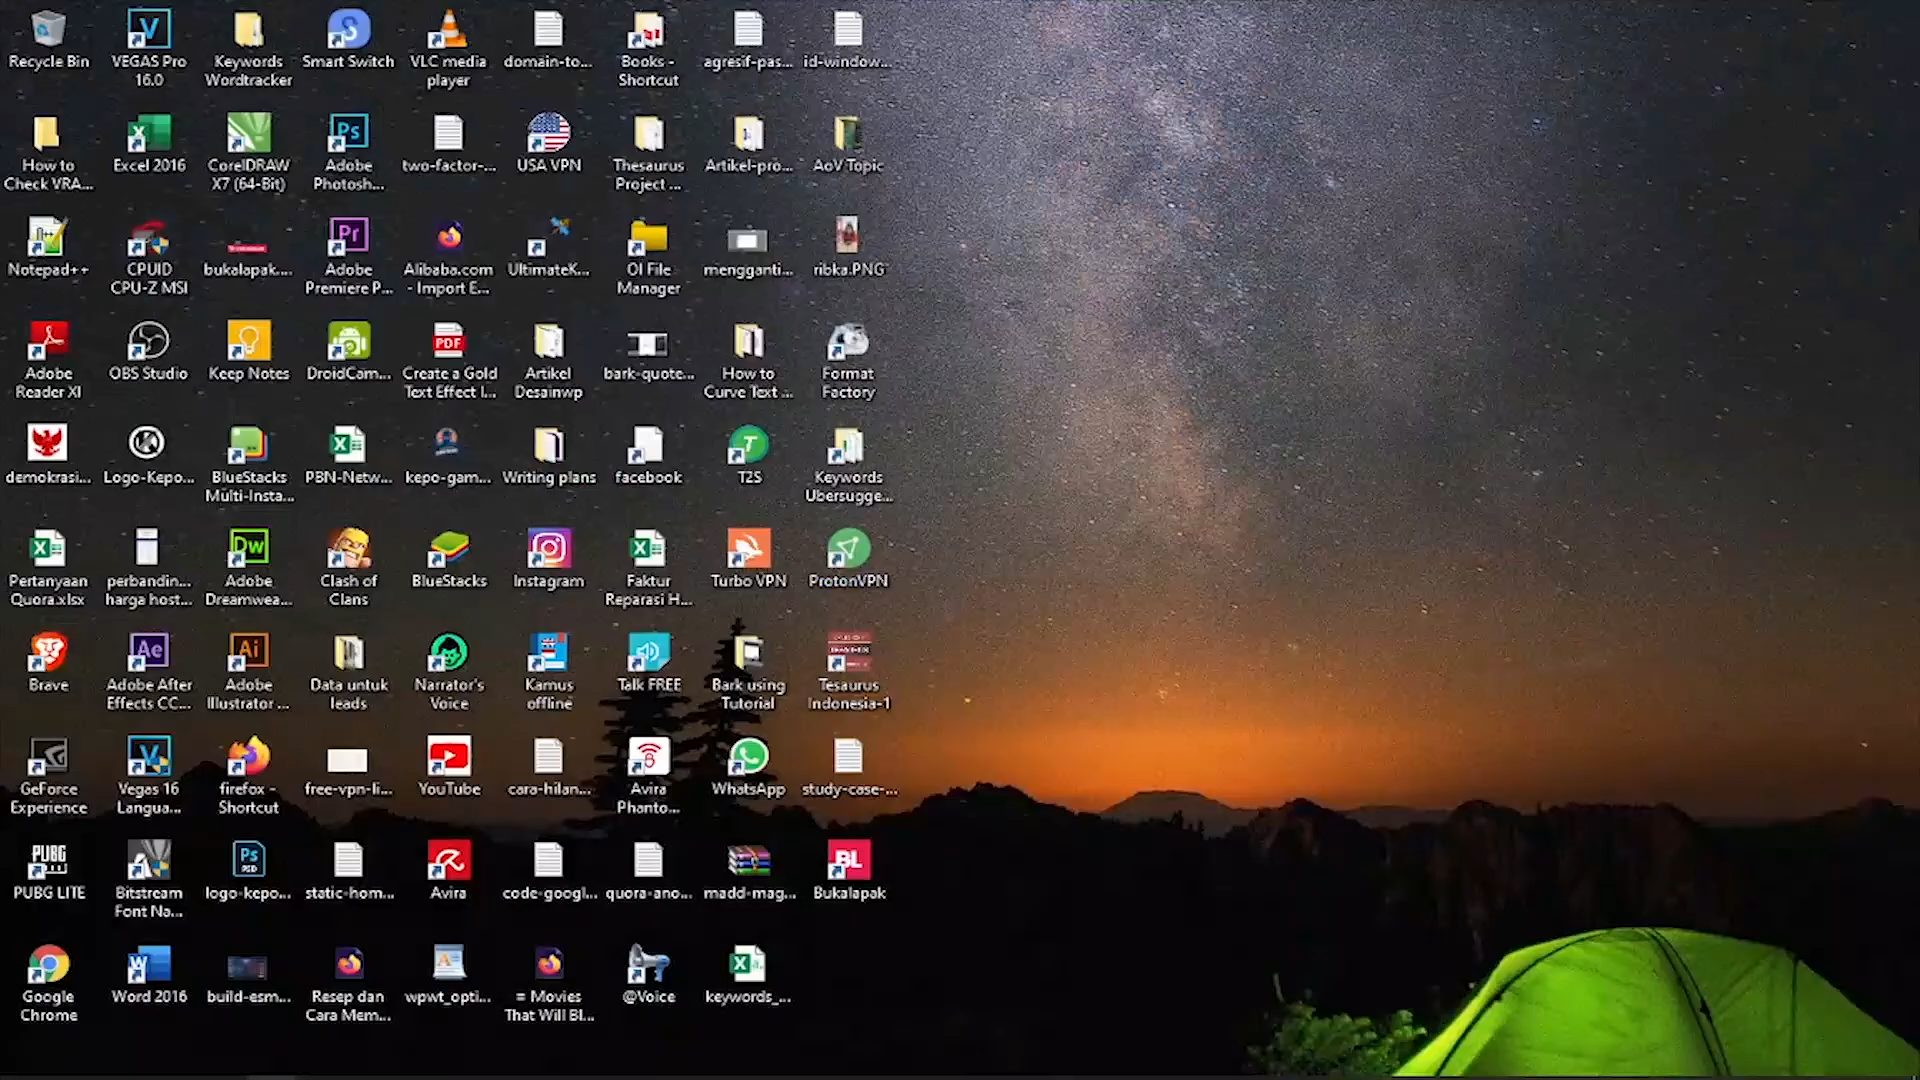 Recycle Bin
VEGAS Pro
16.0
Keywords
Wordtracker
Smart Switch
VLC media
player
domain-to...
Books -
Shortcut
agresif-pas...
id-window...
How to
Check VRA...
Excel 2016
CorelDRAW
X7 (64-Bit)
Adobe
Photosh...
two-factor-...
USA VPN
Thesaurus
Project ...
Artikel-pro...
AoV Topic
Notepad++
CPUID
CPU-Z MSI
bukalapak....
Adobe
Premiere P...
Alibaba.com
- Import E...
UltimateK...
OI File
Manager
mengganti...
ribka.PNG
Adobe
Reader XI
OBS Studio
Keep Notes
DroidCam...
PDF
Create a Gold
Text Effect I...
Artikel
Desainwp
bark-quote...
How to
Curve Text ...
Format
Factory
demokrasi...
Logo-Kepo...
BlueStacks
Multi-Insta...
PBN-Netw...
kepo-gam...
Writing plans
facebook
T2S
Keywords
Ubersugge...
Pertanyaan
Quora.xlsx
perbandin...
harga host...
Adobe
Dreamwea...
Clash of
Clans
BlueStacks
Instagram
Faktur
Reparasi H...
Turbo VPN
ProtonVPN
Brave
Adobe After
Effects CC...
Adobe
Illustrator ...
Data untuk
leads
Narrator's
Voice
Kamus
offline
Talk FREE
Bark using
Tutorial
Tesaurus
Indonesia-1
GeForce
Experience
Vegas 16
Langua...
firefox -
Shortcut
free-vpn-li...
YouTube
cara-hilan...
Avira
Phanto...
WhatsApp
study-case-...
PUBG LITE
Bitstream
Font Na...
logo-kepo...
static-hom...
Avira
code-googl...
quora-ano...
madd-mag...
BL
Bukalapak
Google
Chrome
Word 2016
build-esm...
Resep dan
Cara Mem...
wpwt_opti...
= Movies
That Will Bl...
@Voice
keywords_...